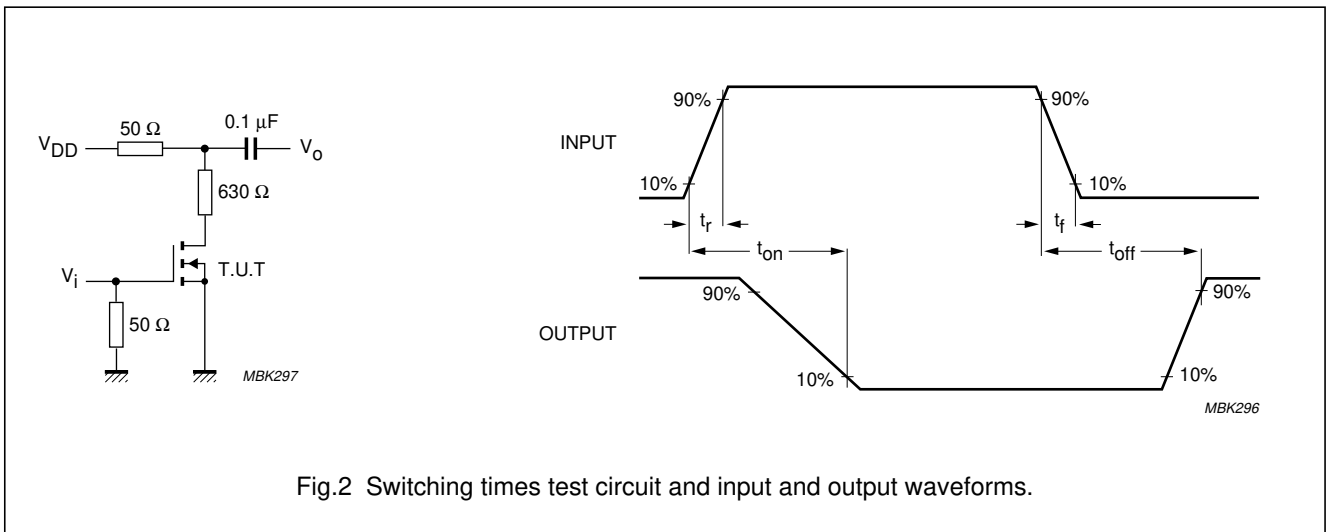 50 Ω
0.1 μF
V_DD
V_o
630 Ω
V_i
T.U.T
50 Ω
MBK297
90%
90%
INPUT
10%
10%
t_r
t_f
t_on
t_off
90%
90%
OUTPUT
10%
10%
MBK296
Fig.2 Switching times test circuit and input and output waveforms.